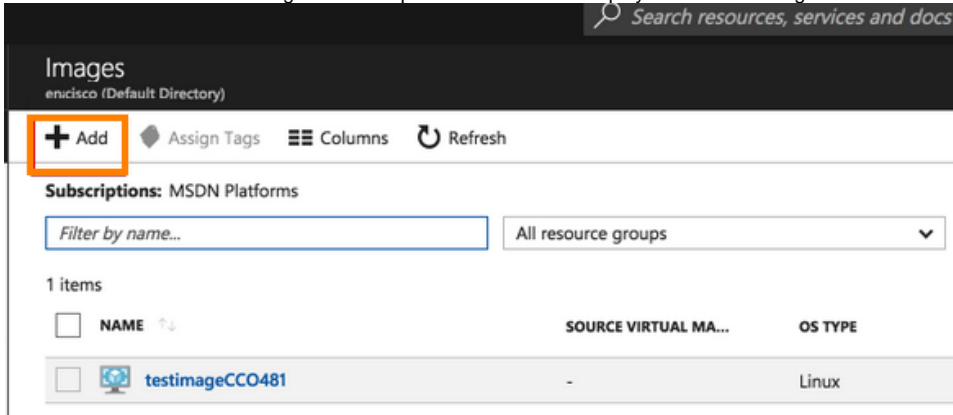 Search resources, services and docs
Images
enicisco (Default Directory)
Add Assign Tags Columns Refresh
Subscriptions: MSDN Platforms
Filter by name... All resource groups
1 items
NAME SOURCE VIRTUAL MA... OS TYPE
testimageCCO481 - Linux